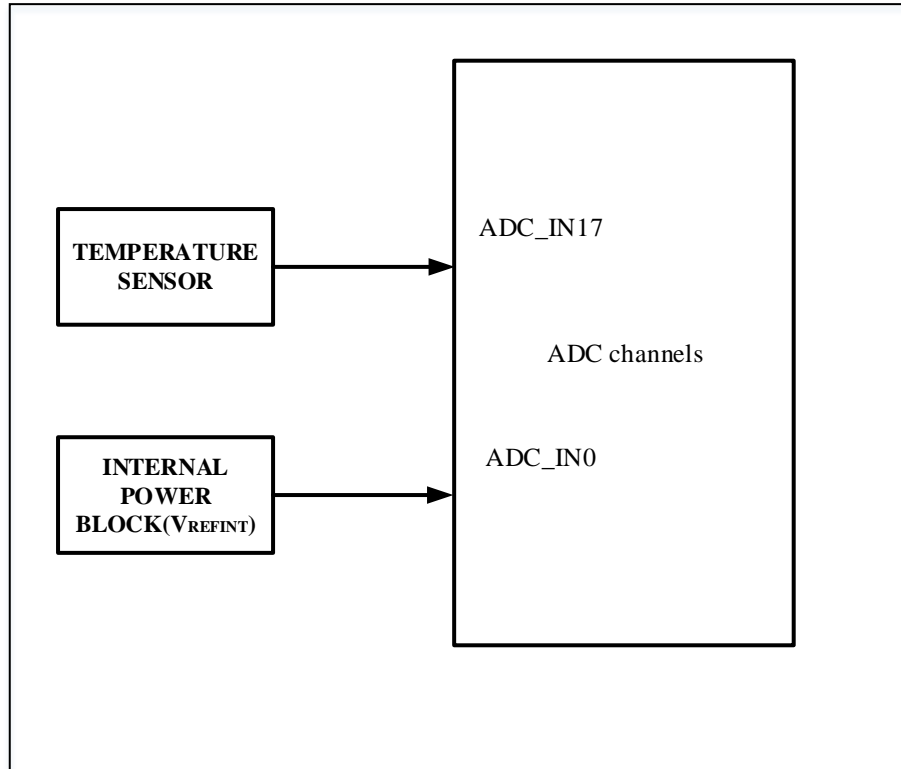 TEMPERATURE
SENSOR
ADC_IN17
ADC channels
INTERNAL
POWER
BLOCK(VREFINT)
ADC_IN0